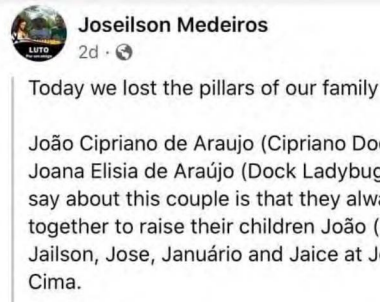 Joseilson Medeiros
LUTO
2d ·
Today we lost the pillars of our family
João Cipriano de Araujo (Cipriano Do
Joana Elisia de Araújo (Dock Ladybug
say about this couple is that they alw
together to raise their children João (
Jailson, Jose, Januário and Jaice at J
Cima.